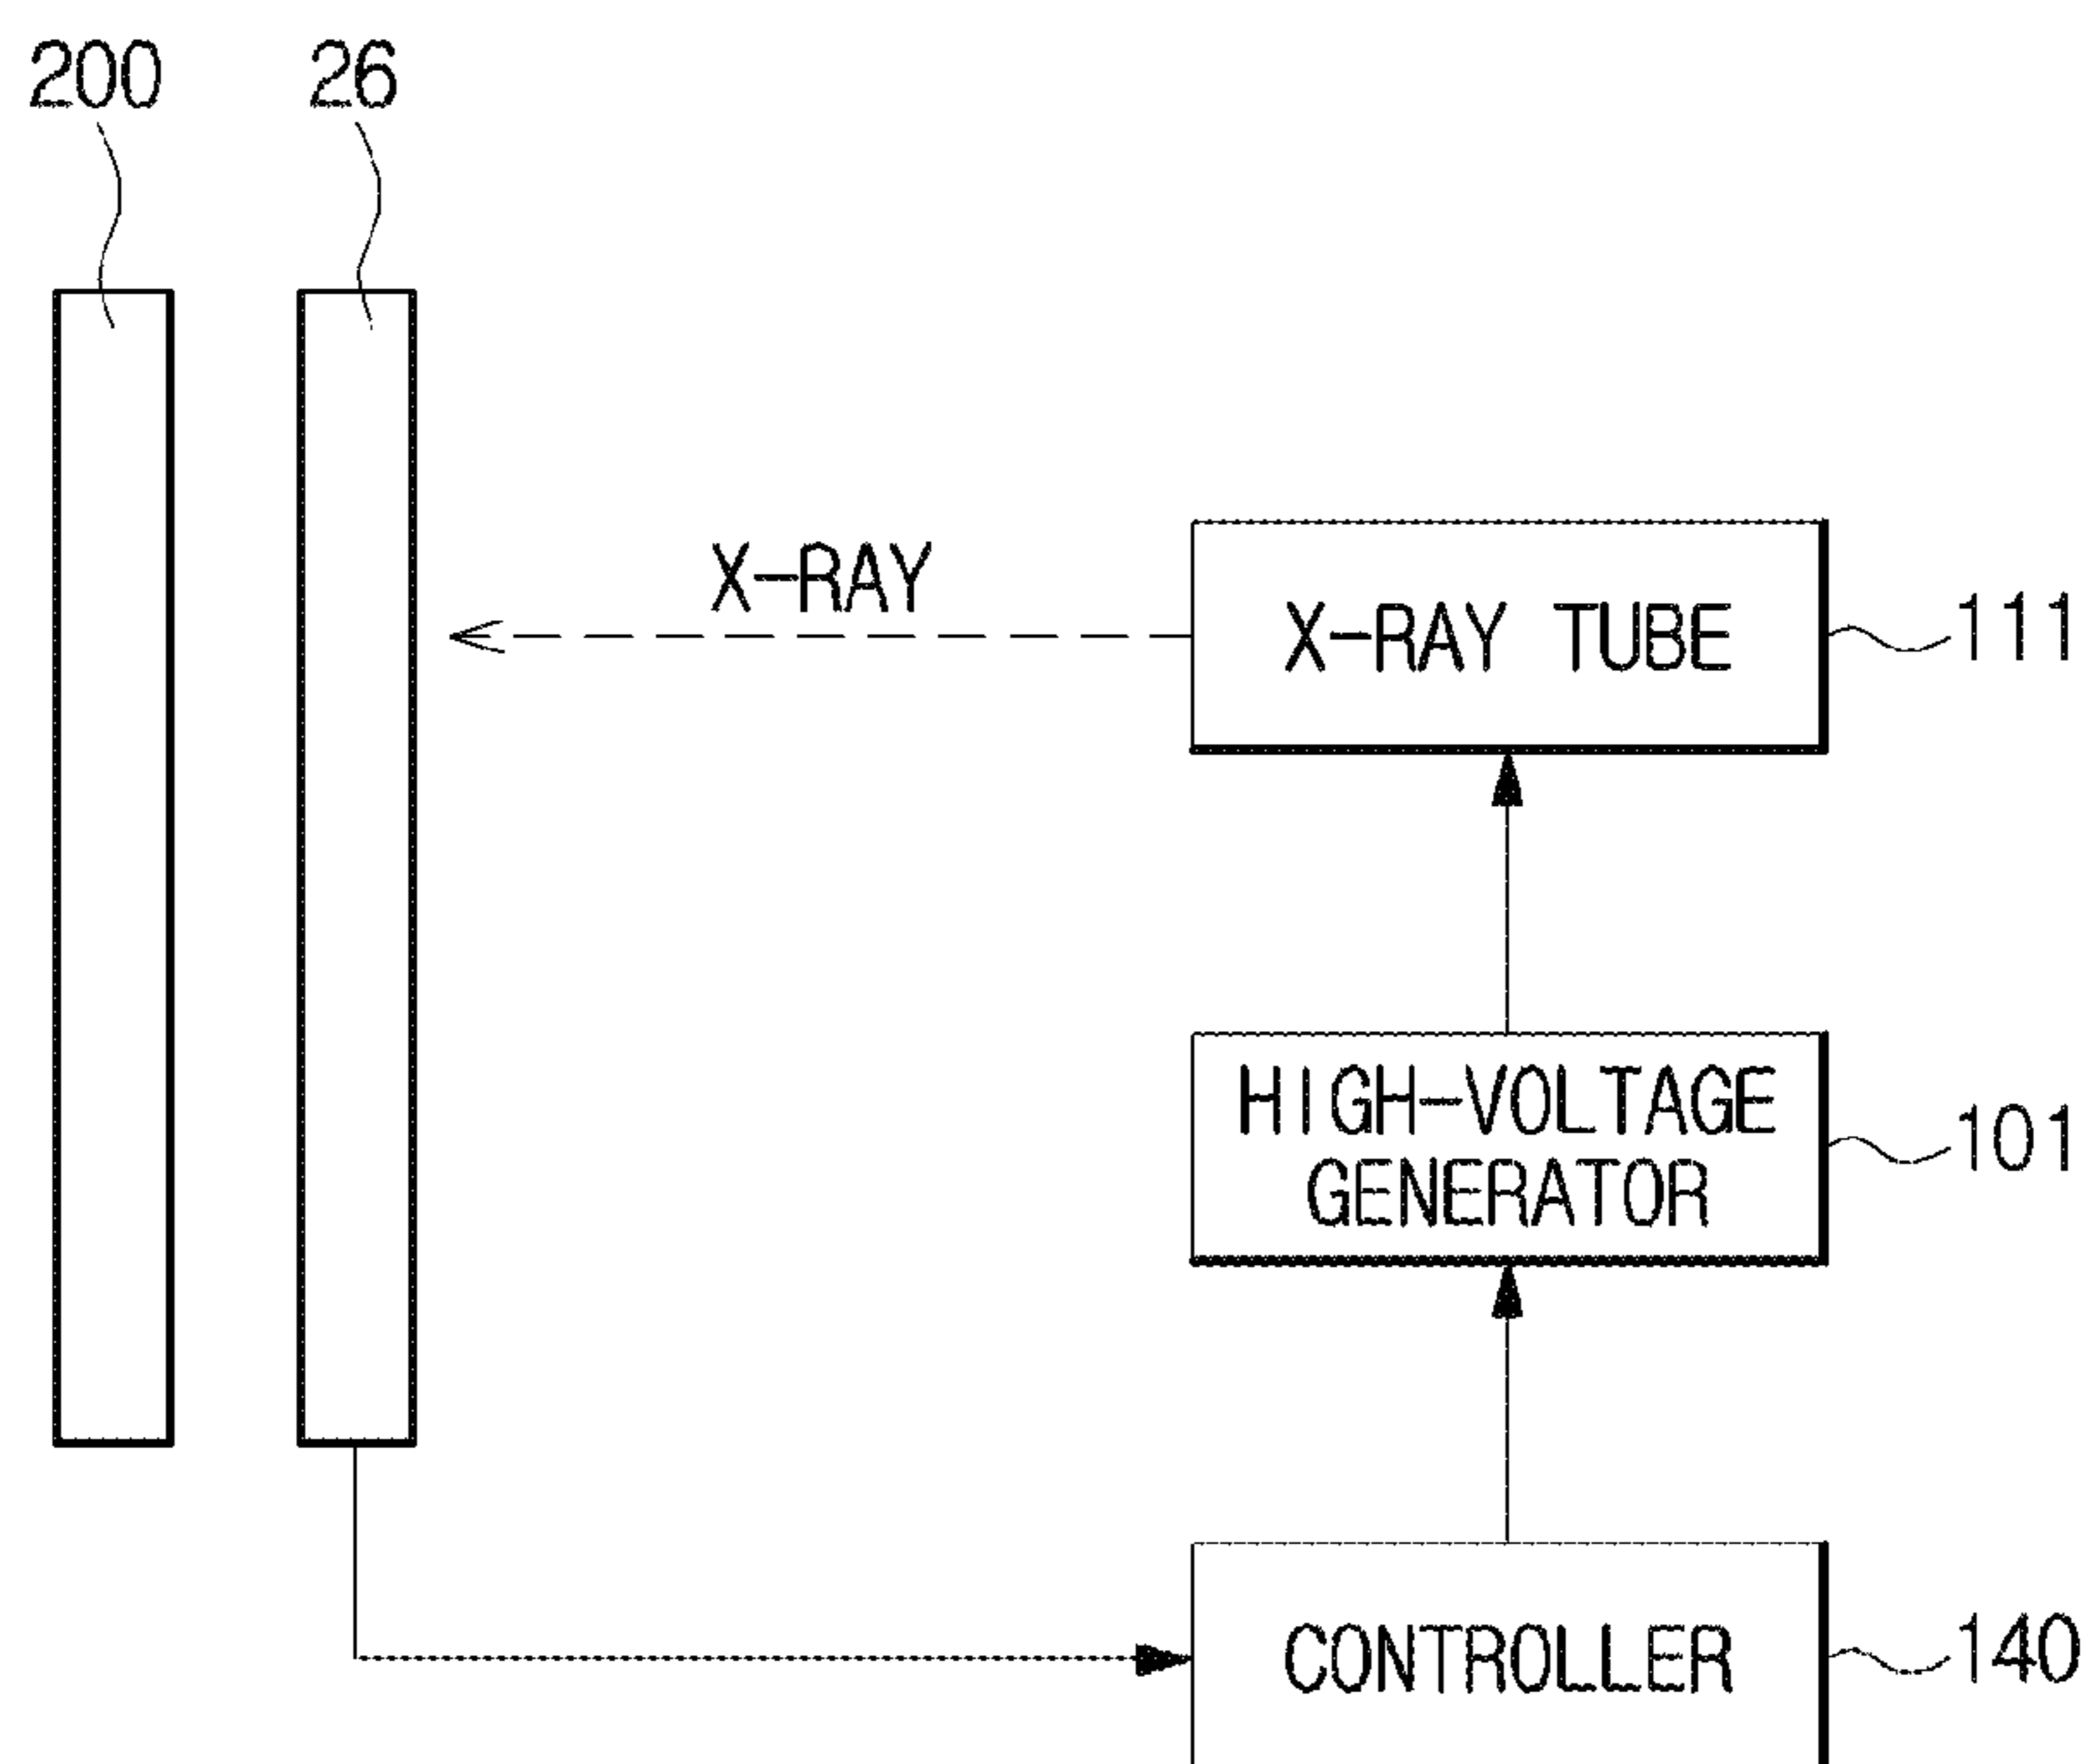 200
26
X-RAY
X-RAY TUBE
111
HIGH-VOLTAGE
GENERATOR
101
CONTROLLER
140